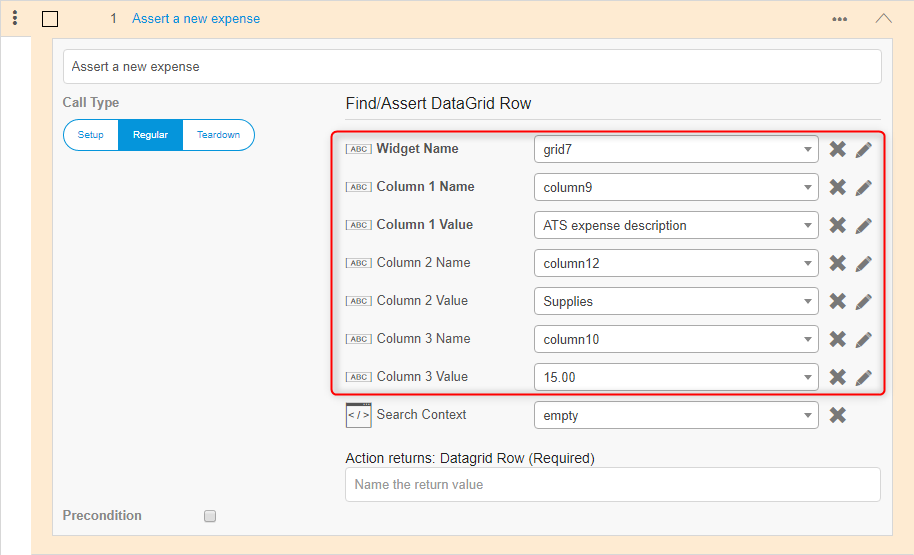 1 Assert a new expense •••
Assert a new expense
Call Type
Setup Regular Teardown
Find/Assert DataGrid Row
ABC Widget Name grid7
ABC Column 1 Name column9
ABC Column 1 Value ATS expense description
ABC Column 2 Name column12
ABC Column 2 Value Supplies
ABC Column 3 Name column10
ABC Column 3 Value 15.00
</> Search Context empty
Action returns: Datagrid Row (Required)
Name the return value
Precondition